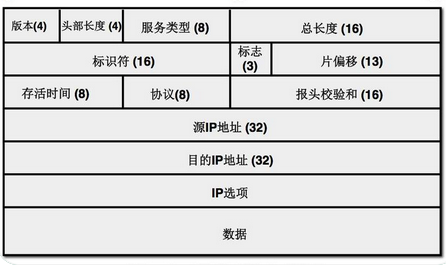 版本(4) 头部长度(4) 服务类型 (8) 总长度 (16)
标识符 (16) 标志 (3) 片偏移 (13)
存活时间 (8) 协议(8) 报头校验和 (16)
源IP地址 (32)
目的IP地址 (32)
IP选项
数据